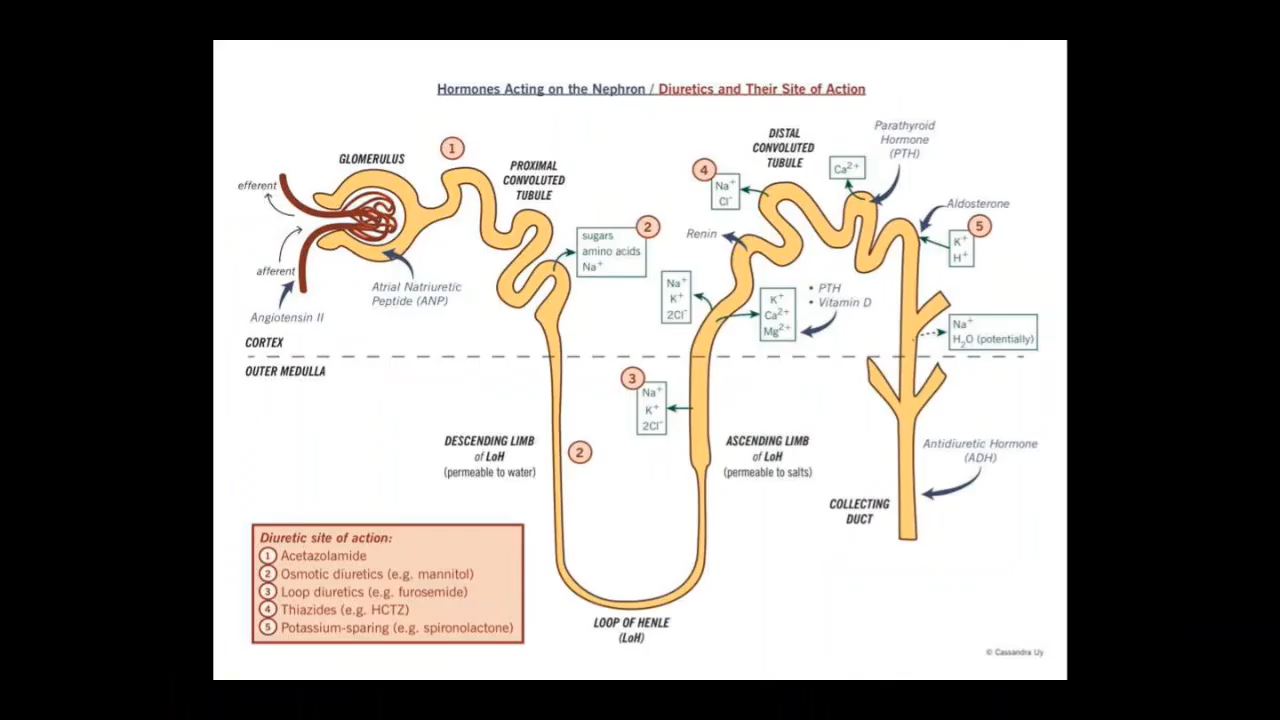 Hormones Acting on the Nephron / Diuretics and Their Site of Action
GLOMERULUS
efferent
afferent
Angiotensin II
Atrial Natriuretic
Peptide (ANP)
1
PROXIMAL
CONVOLUTED
TUBULE
2
sugars
amino acids
Na⁺
DISTAL
CONVOLUTED
TUBULE
4
Na⁺
Cl⁻
Ca²⁺
Parathyroid
Hormone
(PTH)
Aldosterone
5
K⁺
H⁺
Renin
Na⁺
K⁺
2Cl⁻
K⁺
Ca²⁺
Mg²⁺
• PTH
• Vitamin D
Na⁺
H₂O (potentially)
CORTEX
OUTER MEDULLA
3
Na⁺
K⁺
2Cl⁻
DESCENDING LIMB
of LoH
(permeable to water)
2
ASCENDING LIMB
of LoH
(permeable to salts)
Antidiuretic Hormone
(ADH)
COLLECTING
DUCT
LOOP OF HENLE
(LoH)
Diuretic site of action:
1 Acetazolamide
2 Osmotic diuretics (e.g. mannitol)
3 Loop diuretics (e.g. furosemide)
4 Thiazides (e.g. HCTZ)
5 Potassium-sparing (e.g. spironolactone)
© Cassandra Uy